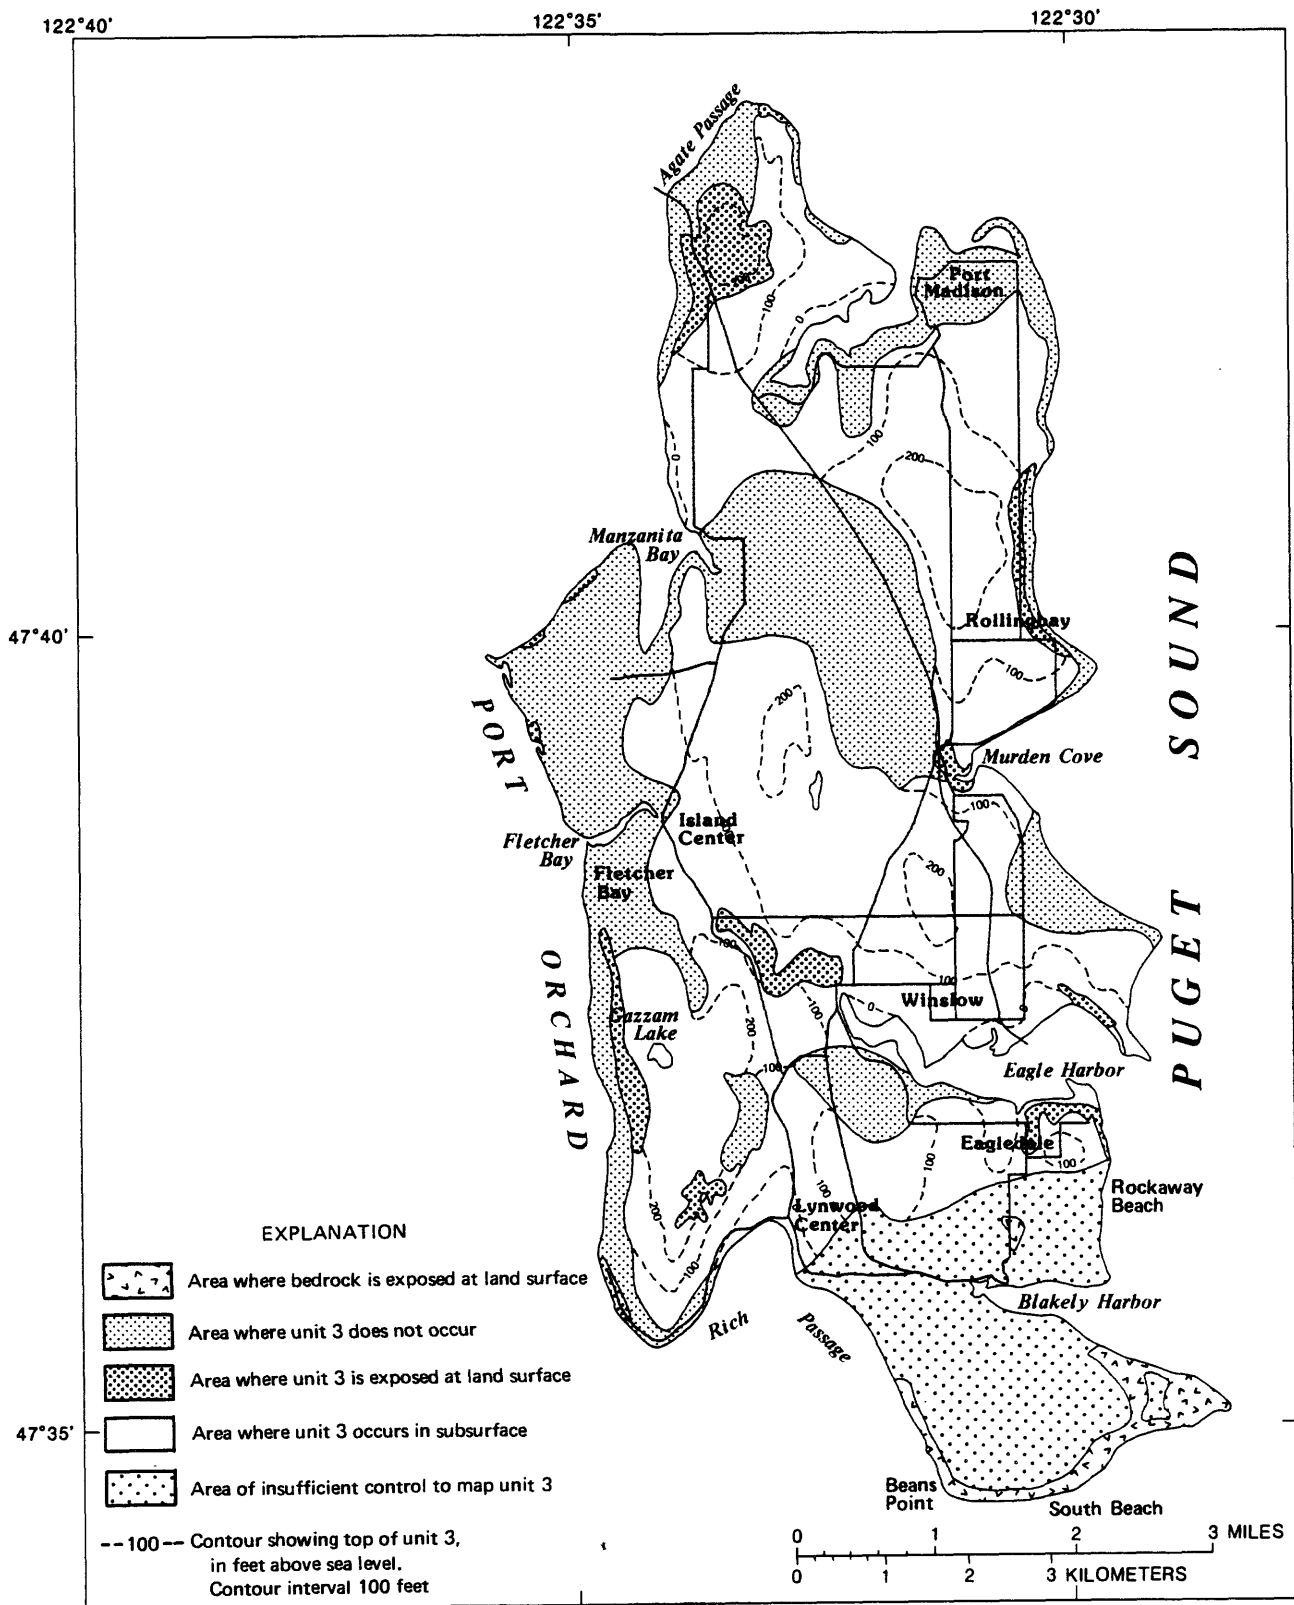 122°40'
122°35'
122°30'
Agate Passage
Port
Madison
200
100
0
100
200
0
Manzanita
Bay
47°40'
Rollingbay
100
200
PORT
ORCHARD
PUGET SOUND
Murden Cove
100
Island
Center
Fletcher
Bay
Fletcher
Bay
200
100
100
Winslow
0
0
100
200
Gazzam
Lake
100
Eagle Harbor
Eagledale
100
100
100
200
Rockaway
Beach
Lynwood
Center
100
Blakely Harbor
Rich
Passage
47°35'
Beans
Point
South Beach
EXPLANATION
Area where bedrock is exposed at land surface
Area where unit 3 does not occur
Area where unit 3 is exposed at land surface
Area where unit 3 occurs in subsurface
Area of insufficient control to map unit 3
--100-- Contour showing top of unit 3,
in feet above sea level.
Contour interval 100 feet
0 1 2 3 MILES
0 1 2 3 KILOMETERS